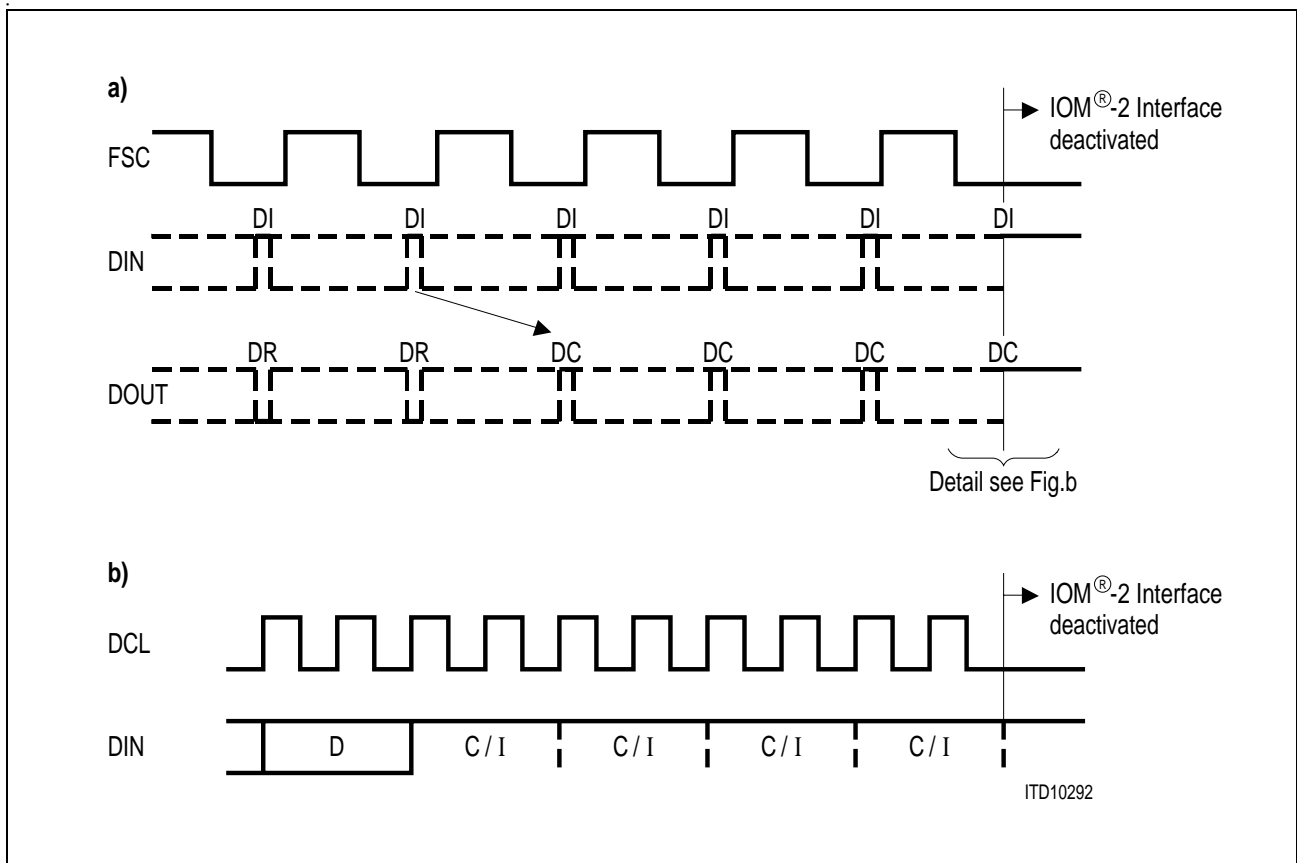 .
a)
IOM®-2 Interface
deactivated
FSC
DI DI DI DI DI DI
DIN
DR DR DC DC DC DC
DOUT
Detail see Fig.b
b)
IOM®-2 Interface
deactivated
DCL
DIN D C / I C / I C / I C / I
ITD10292